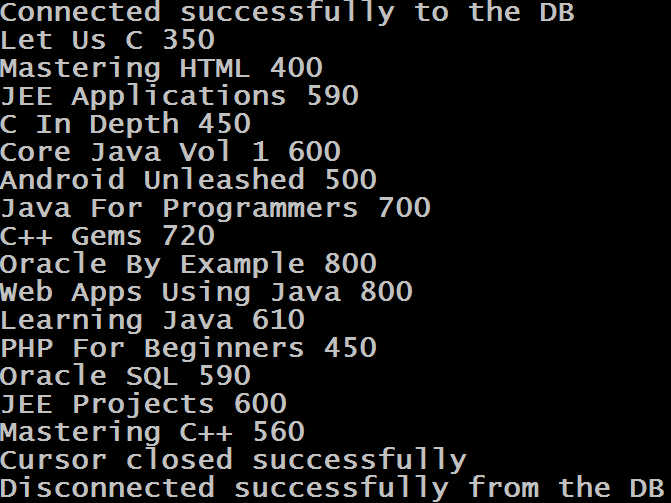 Connected successfully to the DB
Let Us C 350
Mastering HTML 400
JEE Applications 590
C In Depth 450
Core Java Vol 1 600
Android Unleashed 500
Java For Programmers 700
C++ Gems 720
Oracle By Example 800
Web Apps Using Java 800
Learning Java 610
PHP For Beginners 450
Oracle SQL 590
JEE Projects 600
Mastering C++ 560
Cursor closed successfully
Disconnected successfully from the DB